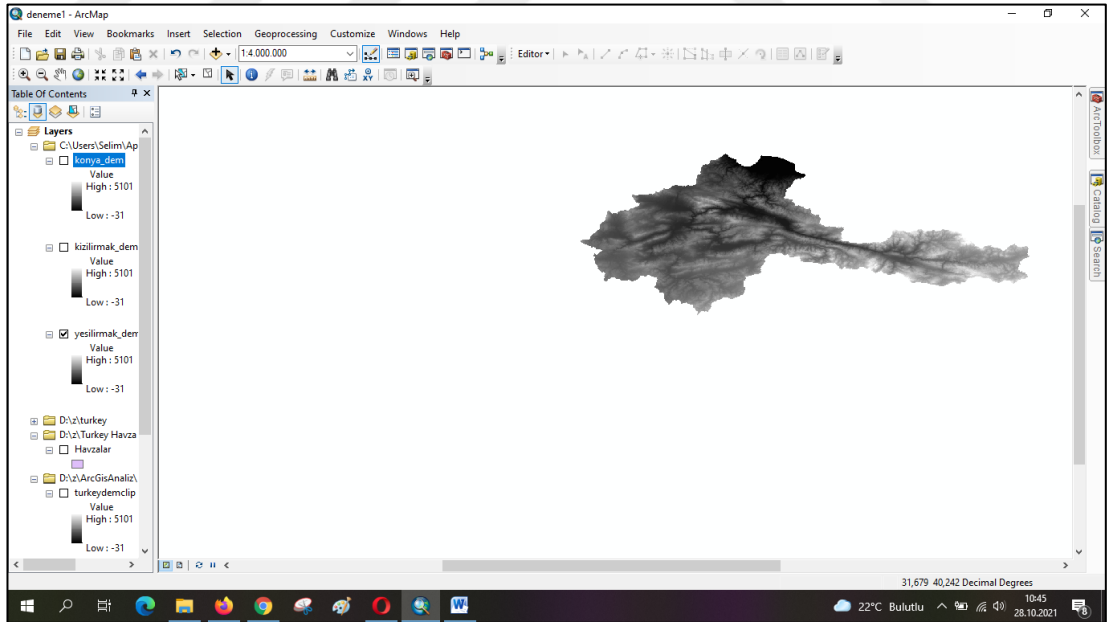 deneme1 - ArcMap
File Edit View Bookmarks Insert Selection Geoprocessing Customize Windows Help
1:4.000.000
Editor
Table Of Contents
Layers
C:\Users\Selim\Ap
konya_dem
Value
High : 5101
Low : -31
kizilirmak_dem
Value
High : 5101
Low : -31
yesilirmak_dem
Value
High : 5101
Low : -31
D:\z\turkey
D:\z\Turkey Havza
Havzalar
D:\z\ArcGisAnaliz\
turkeydemclip
Value
High : 5101
Low : -31
ArcToolbox
Catalog
Search
31,679 40,242 Decimal Degrees
22°C Bulutlu
10:45
28.10.2021